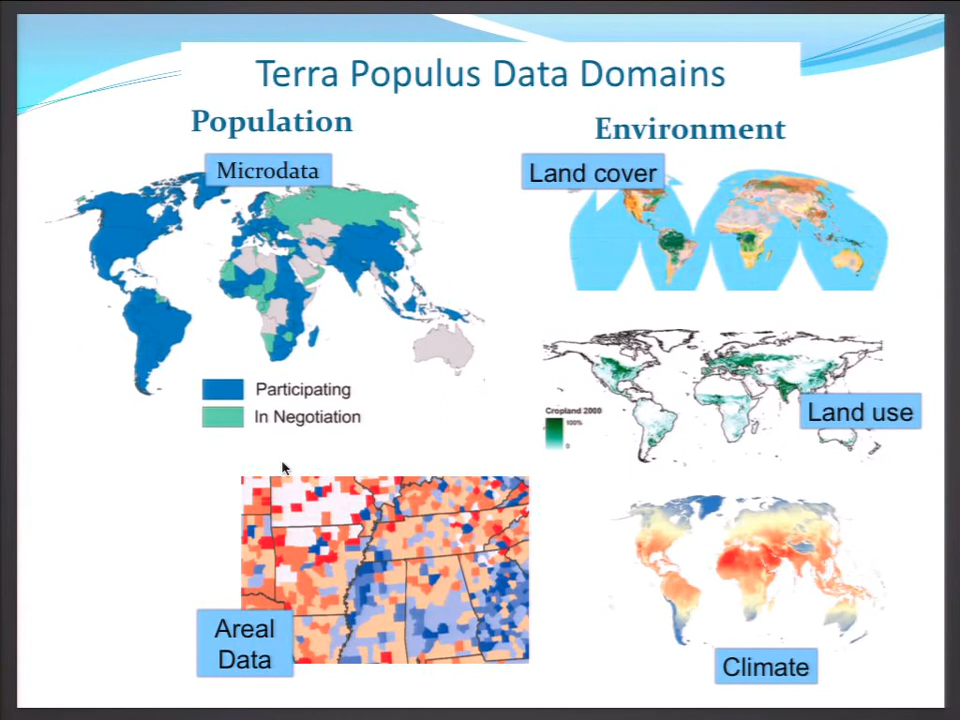 Terra Populus Data Domains
Population
Environment
Microdata
Land cover
Participating
In Negotiation
Cropland 2000
100%
0
Land use
Areal
Data
Climate